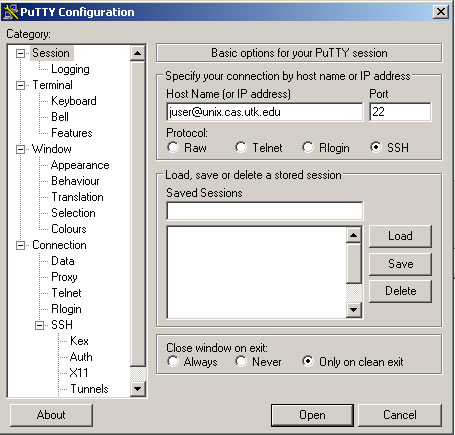 PuTTY Configuration
Category:
Session
Logging
Terminal
Keyboard
Bell
Features
Window
Appearance
Behaviour
Translation
Selection
Colours
Connection
Data
Proxy
Telnet
Rlogin
SSH
Kex
Auth
X11
Tunnels
Basic options for your PuTTY session
Specify your connection by host name or IP address
Host Name (or IP address) Port
juser@unix.cas.utk.edu 22
Protocol:
Raw Telnet Rlogin SSH
Load, save or delete a stored session
Saved Sessions
Load
Save
Delete
Close window on exit:
Always Never Only on clean exit
About Open Cancel